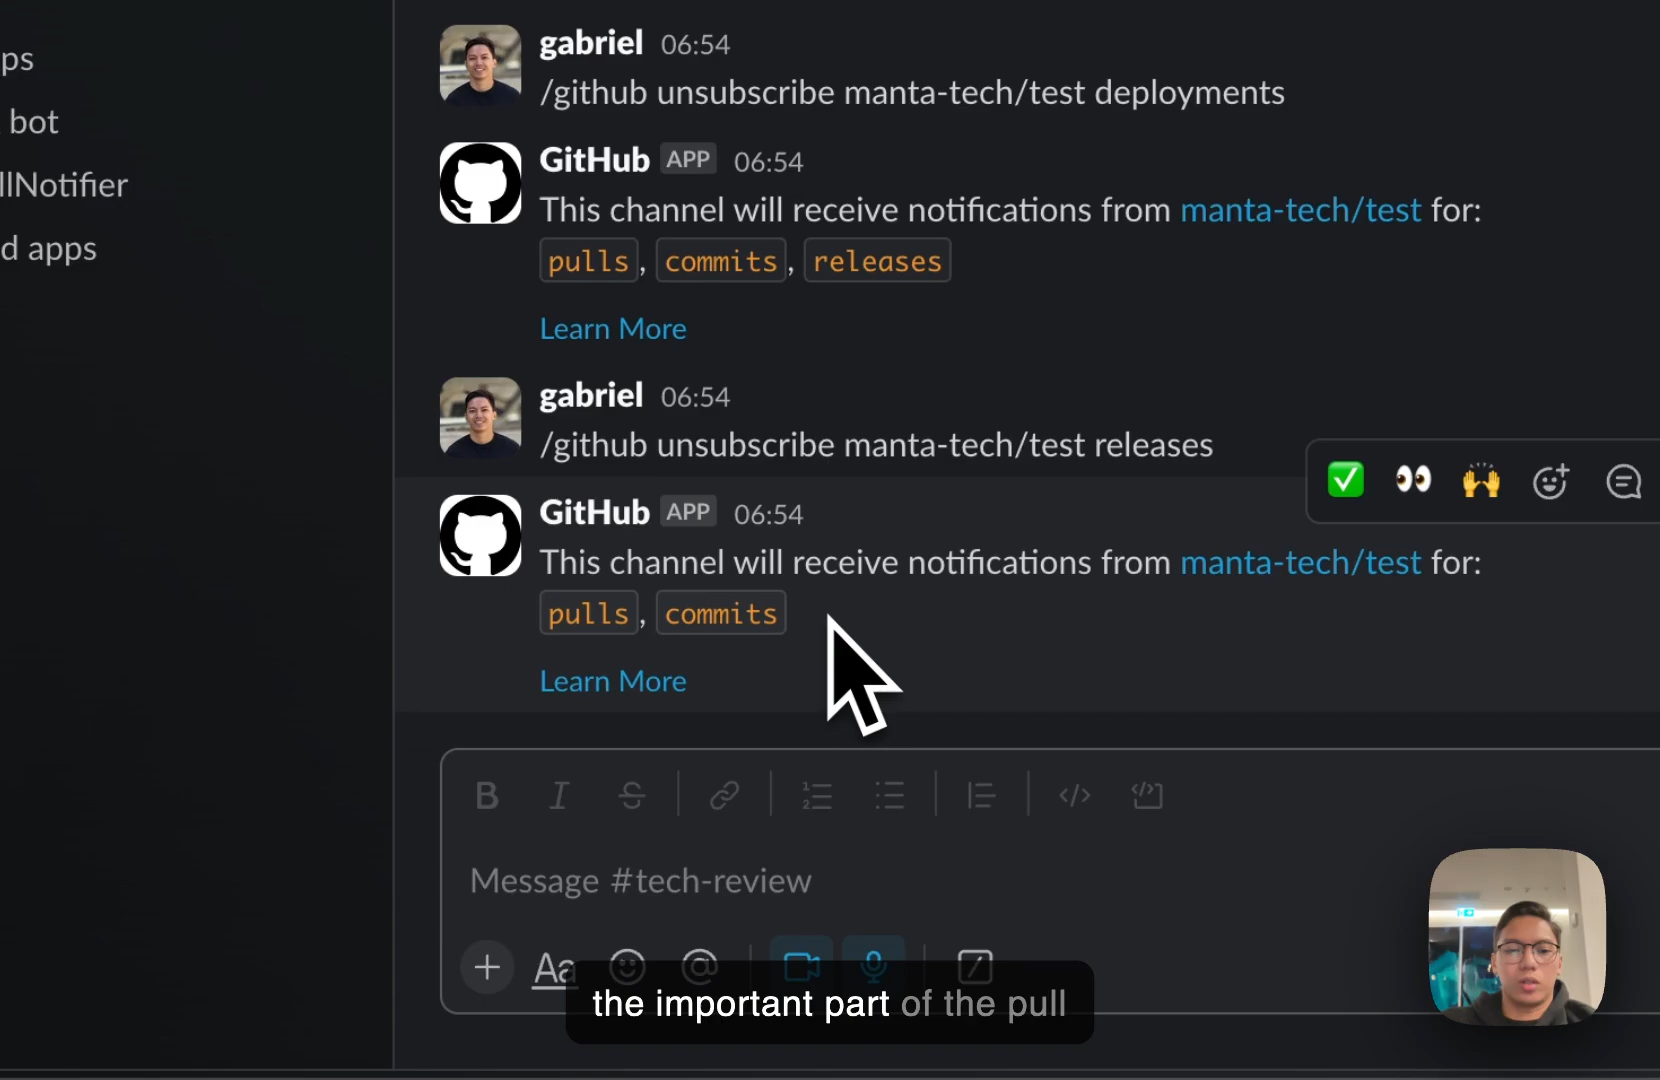 ps
bot
llNotifier
d apps
gabriel 06:54
/github unsubscribe manta-tech/test deployments
GitHub APP 06:54
This channel will receive notifications from manta-tech/test for:
pulls, commits, releases
Learn More
gabriel 06:54
/github unsubscribe manta-tech/test releases
GitHub APP 06:54
This channel will receive notifications from manta-tech/test for:
pulls, commits
Learn More
Message #tech-review
Aa
the important part of the pull